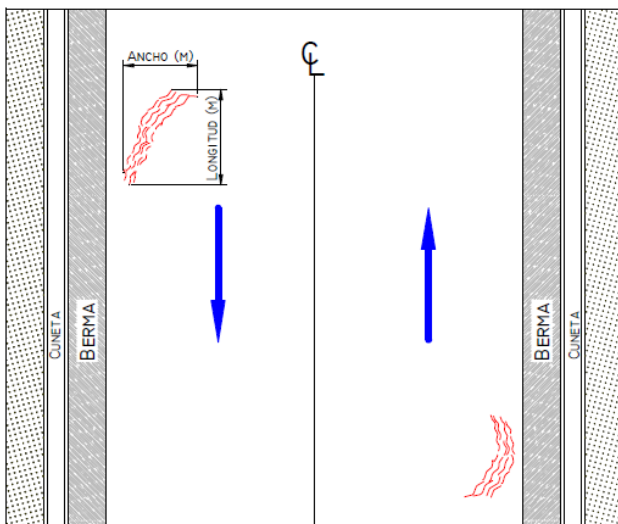 ANCHO (M)
LONGITUD (M)
CL
CUNETA
BERMA
BERMA
CUNETA